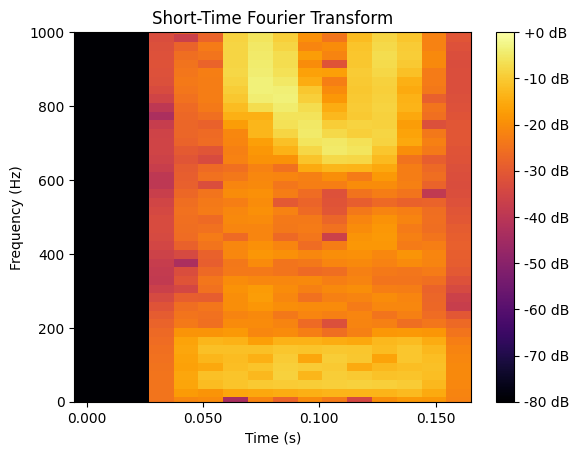 Short-Time Fourier Transform
Frequency (Hz)
1000
800
600
400
200
0
0.000
0.050
0.100
0.150
Time (s)
+0 dB
-10 dB
-20 dB
-30 dB
-40 dB
-50 dB
-60 dB
-70 dB
-80 dB